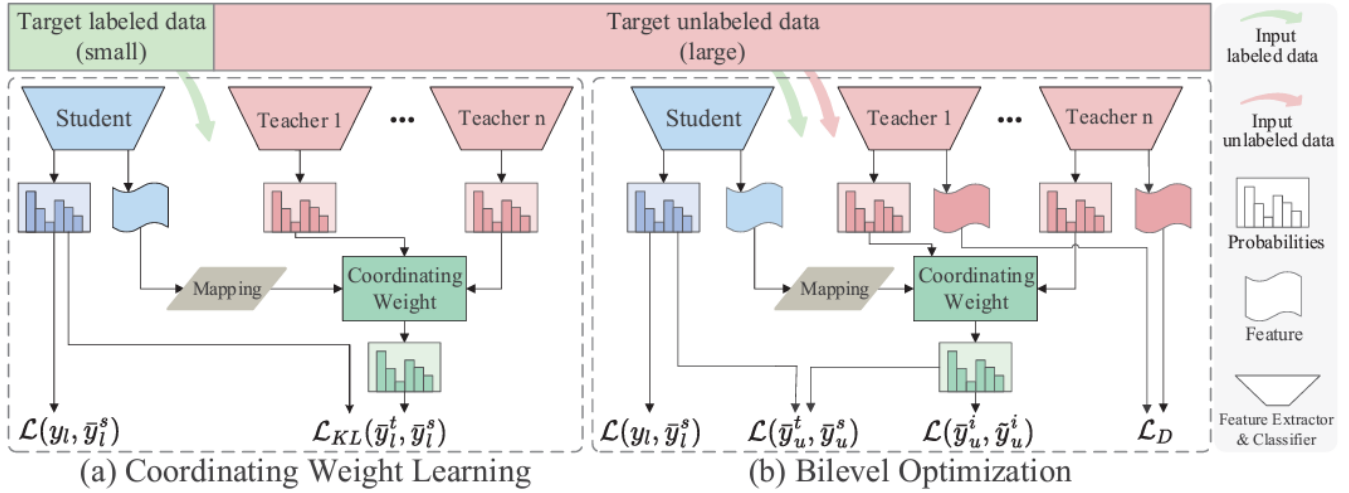 Target labeled data
(small)
Target unlabeled data
(large)
Input
labeled data
Input
unlabeled data
Probabilities
Feature
Feature Extractor
& Classifier
Student
Teacher 1
•••
Teacher n
Mapping
Coordinating
Weight
𝓛(y_l, ȳ_l^s)
𝓛_{KL}(ȳ_l^t, ȳ_l^s)
(a) Coordinating Weight Learning
Student
Teacher 1
•••
Teacher n
Mapping
Coordinating
Weight
𝓛(y_l, ȳ_l^s)
𝓛(ȳ_u^t, ȳ_u^s)
𝓛(ȳ_u^i, ỹ_u^i)
𝓛_D
(b) Bilevel Optimization